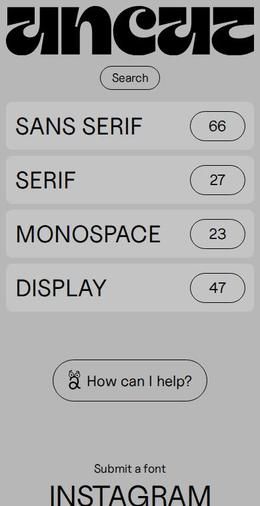 uncut
Search
SANS SERIF 66
SERIF 27
MONOSPACE 23
DISPLAY 47
How can I help?
Submit a font
INSTAGRAM